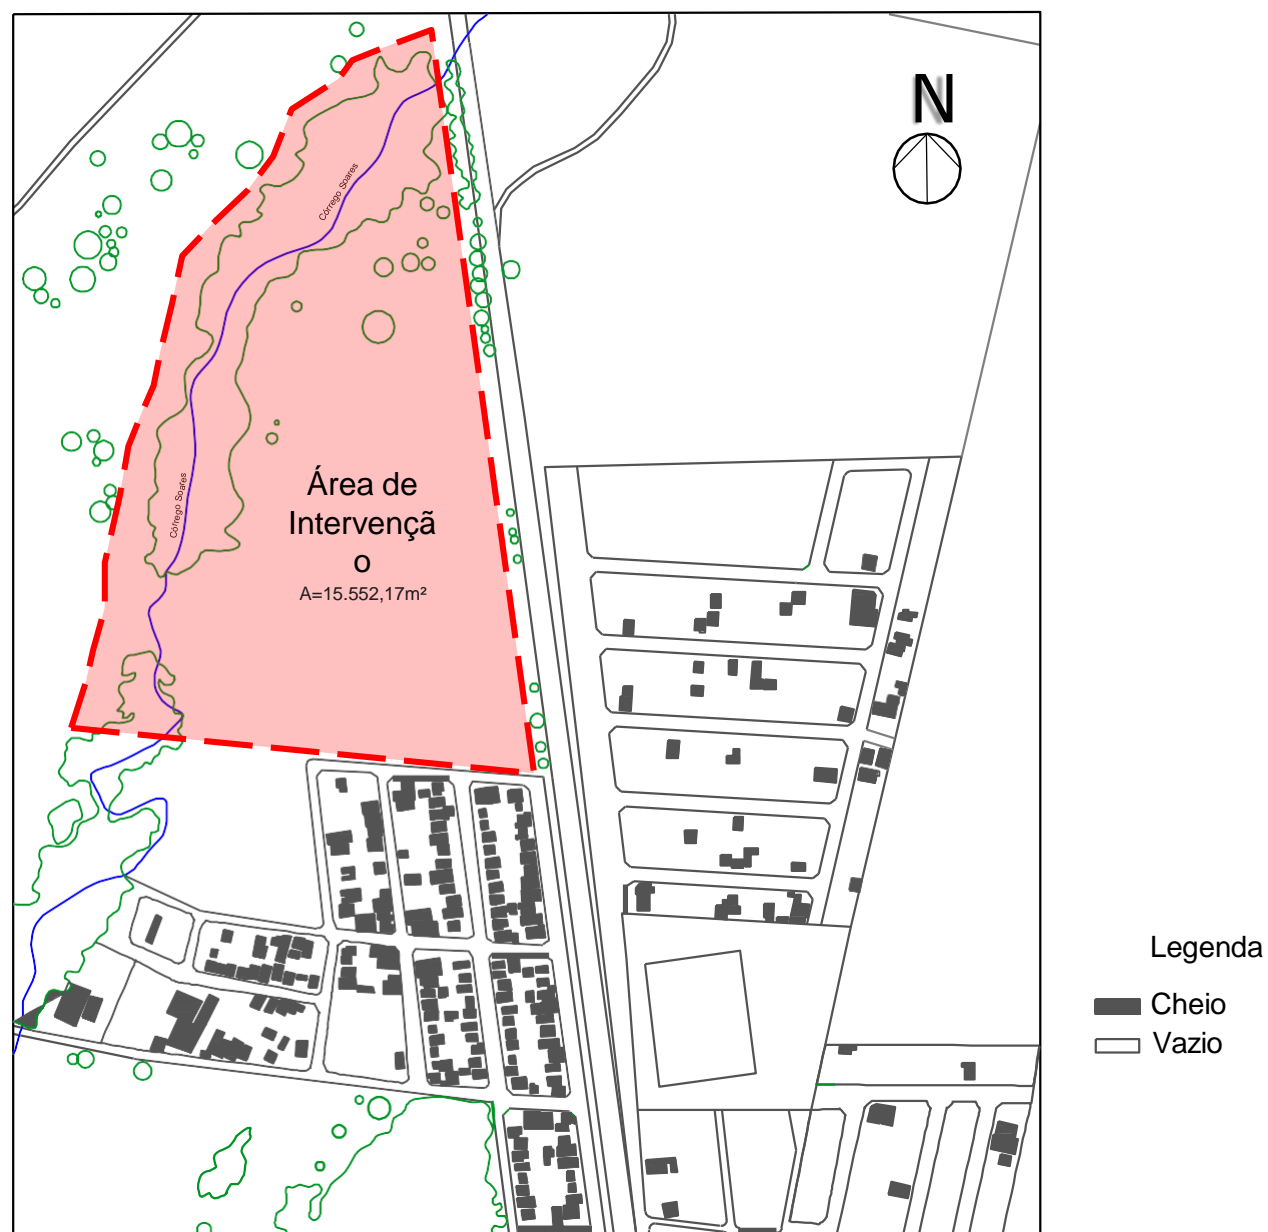 N
Córrego Soares
Córrego Soares
Área de
Intervençã
o
A=15.552,17m²
Legenda
Cheio
Vazio